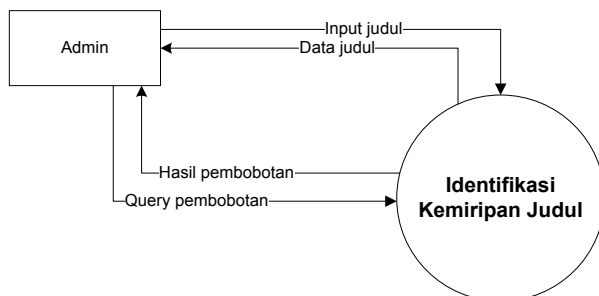 Admin
Input judul
Data judul
Hasil pembobotan
Query pembobotan
Identifikasi
Kemiripan Judul